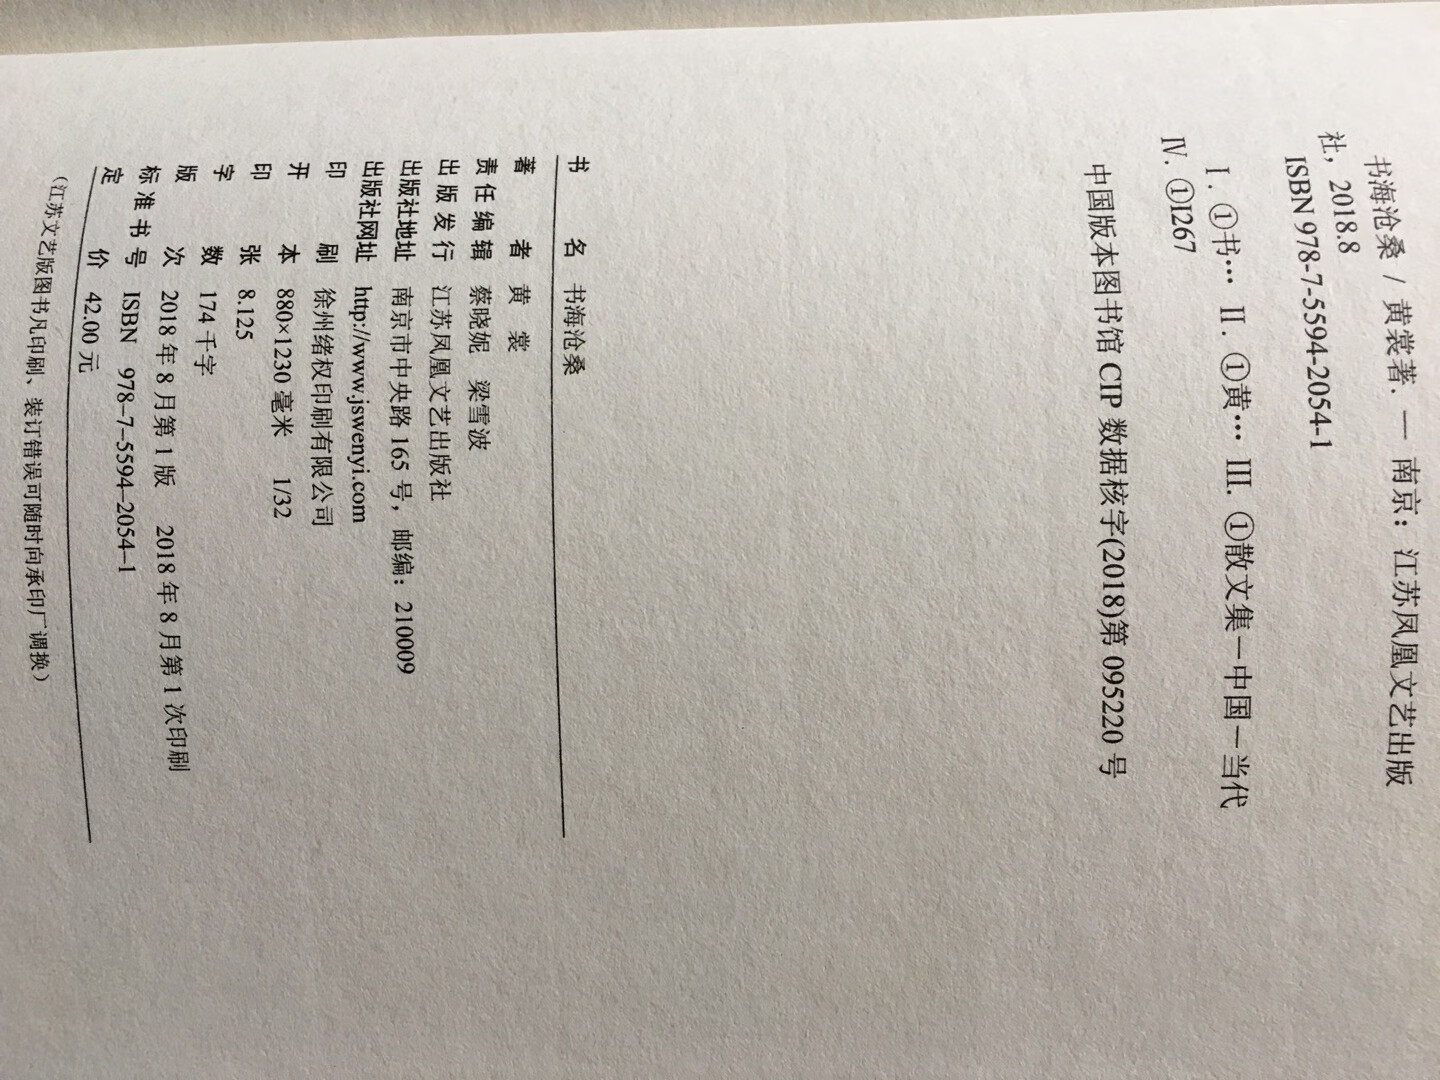 书海沧桑 / 黄裳著. — 南京：江苏凤凰文艺出版
社，2018.8
ISBN 978-7-5594-2054-1
Ⅰ. ①书… Ⅱ. ①黄… Ⅲ. ①散文集－中国－当代
Ⅳ. ①I267
中国版本图书馆 CIP 数据核字(2018)第 095220 号
书 名 书海沧桑
著 者 黄 裳
责任编辑 蔡晓妮 梁雪波
出版发行 江苏凤凰文艺出版社
出版社地址 南京市中央路 165 号，邮编：210009
出版社网址 http://www.jswenyi.com
印 刷 徐州绪权印刷有限公司
开 本 880×1230 毫米 1/32
印 张 8.125
字 数 174 千字
版 次 2018 年 8 月第 1 版 2018 年 8 月第 1 次印刷
标准书号 ISBN 978-7-5594-2054-1
定 价 42.00 元
（江苏文艺版图书凡印刷、装订错误可随时向承印厂调换）